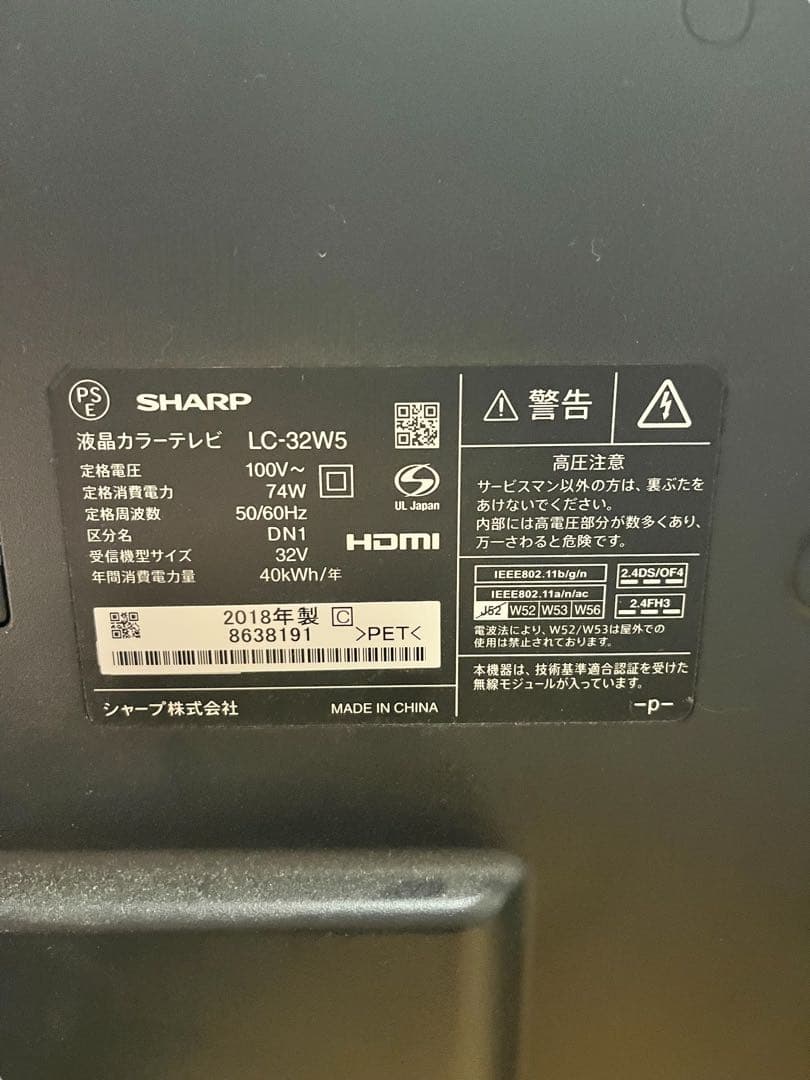 PS
E
SHARP
液晶カラーテレビ LC-32W5
定格電圧 100V～
定格消費電力 74W
定格周波数 50/60Hz
区分名 DN1
受信機型サイズ 32V
年間消費電力量 40kWh/年
UL Japan
HDMI
2018年製 C
8638191 >PET<
シャープ株式会社 MADE IN CHINA
警告
高圧注意
サービスマン以外の方は、裏ぶたを
あけないでください。
内部には高電圧部分が数多くあり、
万一さわると危険です。
IEEE802.11b/g/n 2.4DS/OF4
IEEE802.11a/n/ac
J52 W52 W53 W56 2.4FH3
電波法により、W52/W53は屋外での
使用は禁止されております。
本機器は、技術基準適合認証を受けた
無線モジュールが入っています。
-p-